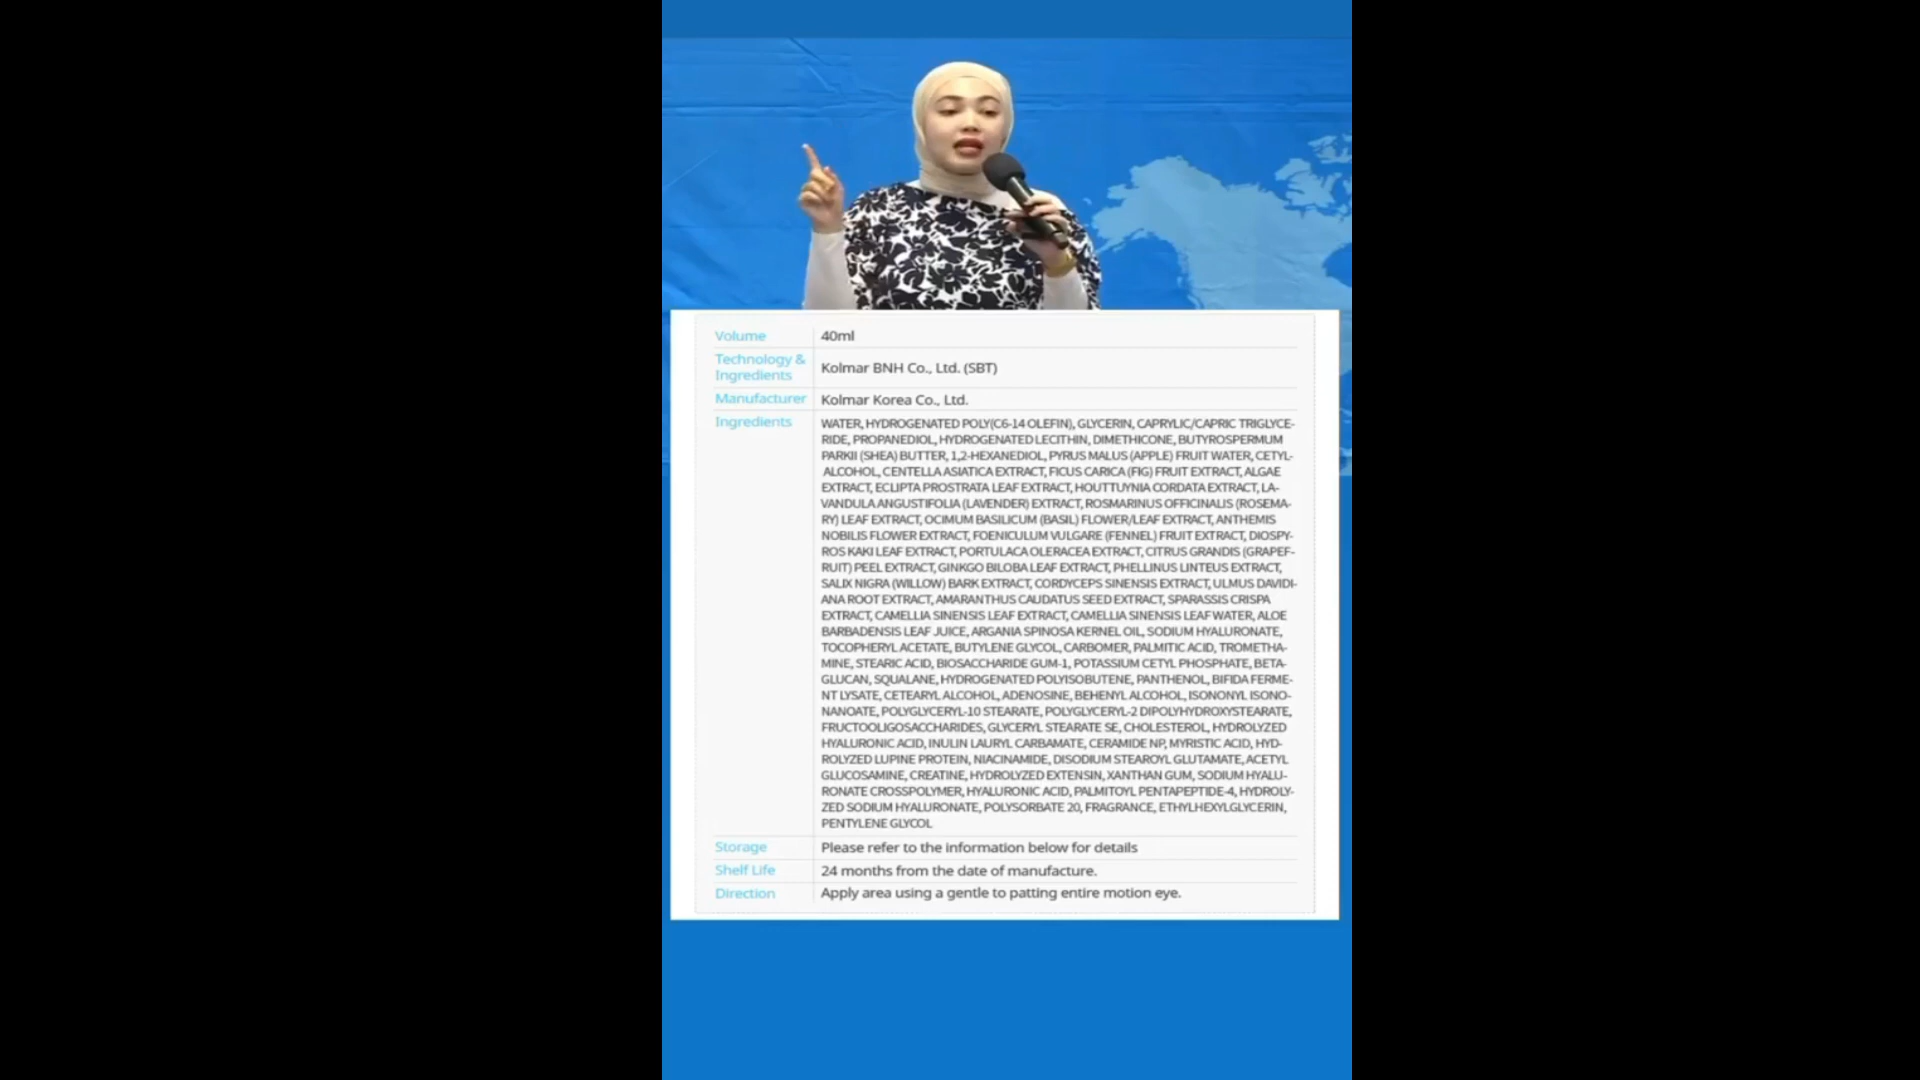 Volume 40ml
Technology & Ingredients Kolmar BNH Co., Ltd. (SBT)
Manufacturer Kolmar Korea Co., Ltd.
Ingredients WATER, HYDROGENATED POLY(C6-14 OLEFIN), GLYCERIN, CAPRYLIC/CAPRIC TRIGLYCE-
RIDE, PROPANEDIOL, HYDROGENATED LECITHIN, DIMETHICONE, BUTYROSPERMUM
PARKII (SHEA) BUTTER, 1,2-HEXANEDIOL, PYRUS MALUS (APPLE) FRUIT WATER, CETYL-
ALCOHOL, CENTELLA ASIATICA EXTRACT, FICUS CARICA (FIG) FRUIT EXTRACT, ALGAE
EXTRACT, ECLIPTA PROSTRATA LEAF EXTRACT, HOUTTUYNIA CORDATA EXTRACT, LA-
VANDULA ANGUSTIFOLIA (LAVENDER) EXTRACT, ROSMARINUS OFFICINALIS (ROSEMA-
RY) LEAF EXTRACT, OCIMUM BASILICUM (BASIL) FLOWER/LEAF EXTRACT, ANTHEMIS
NOBILIS FLOWER EXTRACT, FOENICULUM VULGARE (FENNEL) FRUIT EXTRACT, DIOSPY-
ROS KAKI LEAF EXTRACT, PORTULACA OLERACEA EXTRACT, CITRUS GRANDIS (GRAPEF-
RUIT) PEEL EXTRACT, GINKGO BILOBA LEAF EXTRACT, PHELLINUS LINTEUS EXTRACT,
SALIX NIGRA (WILLOW) BARK EXTRACT, CORDYCEPS SINENSIS EXTRACT, ULMUS DAVIDI-
ANA ROOT EXTRACT, AMARANTHUS CAUDATUS SEED EXTRACT, SPARASSIS CRISPA
EXTRACT, CAMELLIA SINENSIS LEAF EXTRACT, CAMELLIA SINENSIS LEAF WATER, ALOE
BARBADENSIS LEAF JUICE, ARGANIA SPINOSA KERNEL OIL, SODIUM HYALURONATE,
TOCOPHERYL ACETATE, BUTYLENE GLYCOL, CARBOMER, PALMITIC ACID, TROMETHA-
MINE, STEARIC ACID, BIOSACCHARIDE GUM-1, POTASSIUM CETYL PHOSPHATE, BETA-
GLUCAN, SQUALANE, HYDROGENATED POLYISOBUTENE, PANTHENOL, BIFIDA FERME-
NT LYSATE, CETEARYL ALCOHOL, ADENOSINE, BEHENYL ALCOHOL, ISONONYL ISONO-
NANOATE, POLYGLYCERYL-10 STEARATE, POLYGLYCERYL-2 DIPOLYHYDROXYSTEARATE,
FRUCTOOLIGOSACCHARIDES, GLYCERYL STEARATE SE, CHOLESTEROL, HYDROLYZED
HYALURONIC ACID, INULIN LAURYL CARBAMATE, CERAMIDE NP, MYRISTIC ACID, HYD-
ROLYZED LUPINE PROTEIN, NIACINAMIDE, DISODIUM STEAROYL GLUTAMATE, ACETYL
GLUCOSAMINE, CREATINE, HYDROLYZED EXTENSIN, XANTHAN GUM, SODIUM HYALU-
RONATE CROSSPOLYMER, HYALURONIC ACID, PALMITOYL PENTAPEPTIDE-4, HYDROLY-
ZED SODIUM HYALURONATE, POLYSORBATE 20, FRAGRANCE, ETHYLHEXYLGLYCERIN,
PENTYLENE GLYCOL
Storage Please refer to the information below for details
Shelf Life 24 months from the date of manufacture.
Direction Apply area using a gentle to patting entire motion eye.